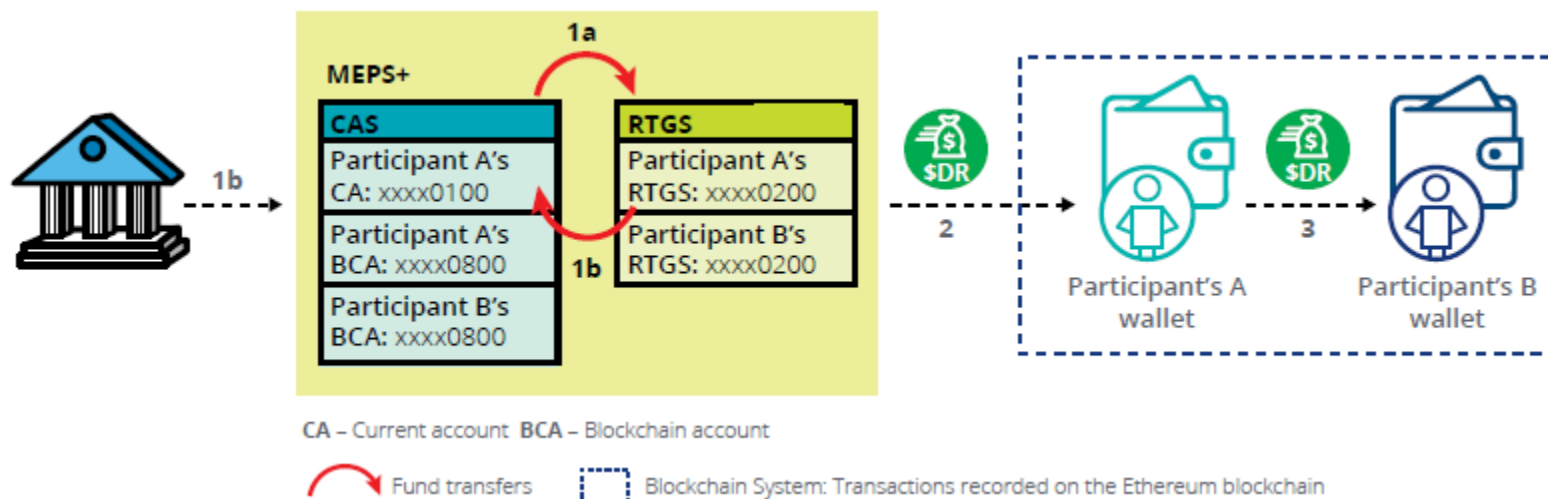 1a
MEPS+
CAS
Participant A's
CA: xxxx0100
Participant A's
BCA: xxxx0800
Participant B's
BCA: xxxx0800
RTGS
Participant A's
RTGS: xxxx0200
Participant B's
RTGS: xxxx0200
1b
1b
$
$DR
2
$
$DR
3
Participant's A
wallet
Participant's B
wallet
CA – Current account BCA – Blockchain account
Fund transfers
Blockchain System: Transactions recorded on the Ethereum blockchain